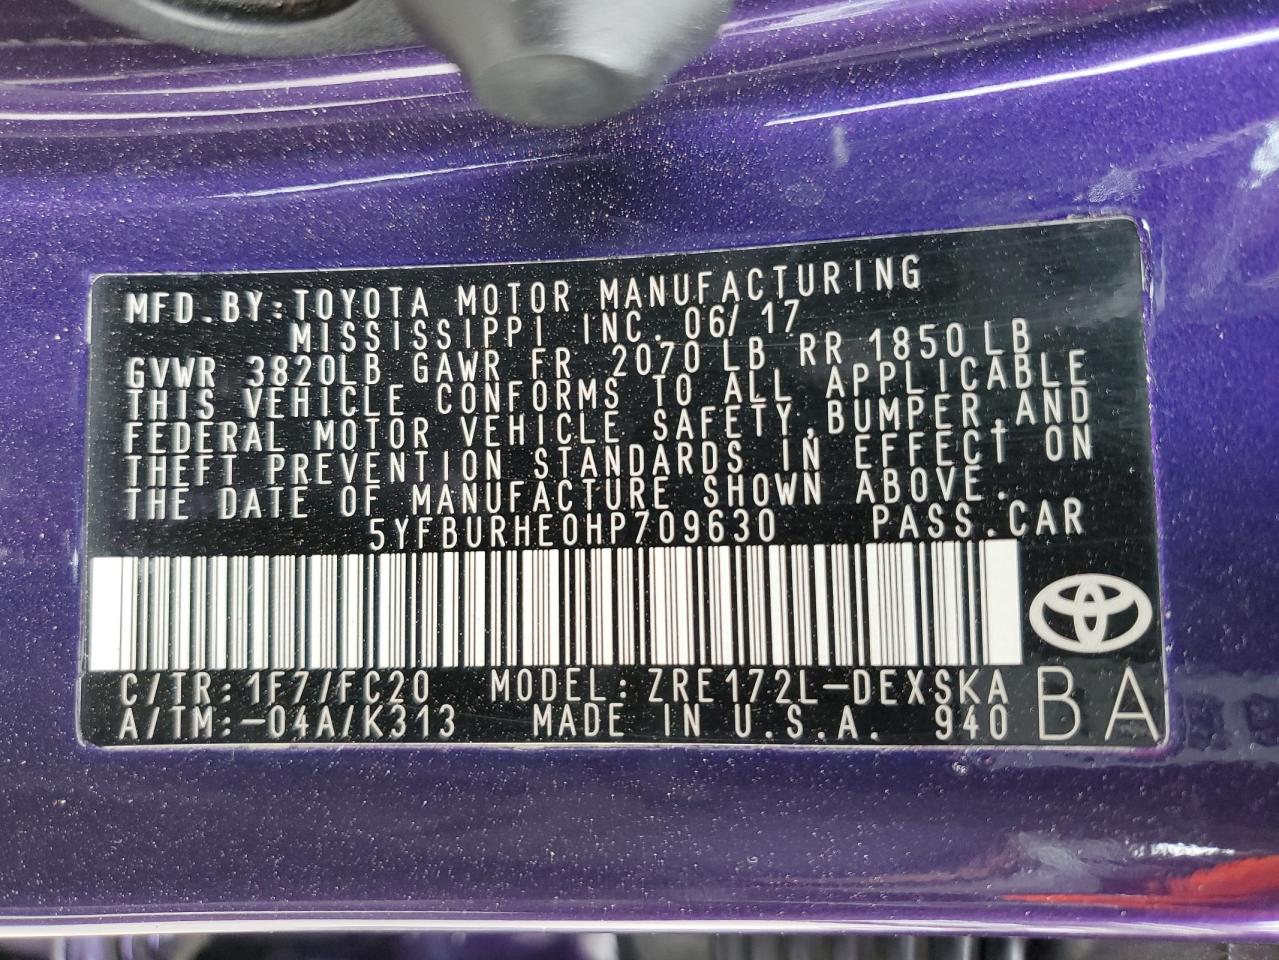 MFD.BY:TOYOTA MOTOR MANUFACTURING
MISSISSIPPI INC. 06/17
GVWR 3820LB GAWR FR 2070LB RR 1850LB
THIS VEHICLE CONFORMS TO ALL APPLICABLE
FEDERAL MOTOR VEHICLE SAFETY,BUMPER,AND
THEFT PREVENTION STANDARDS IN EFFECT ON
THE DATE OF MANUFACTURE SHOWN ABOVE.
5YFBURHE0HP709630 PASS.CAR
C/TR:1F7/FC20 MODEL:ZRE172L-DEXSKA
A/TM:-04A/K313 MADE IN U.S.A. 940
BA